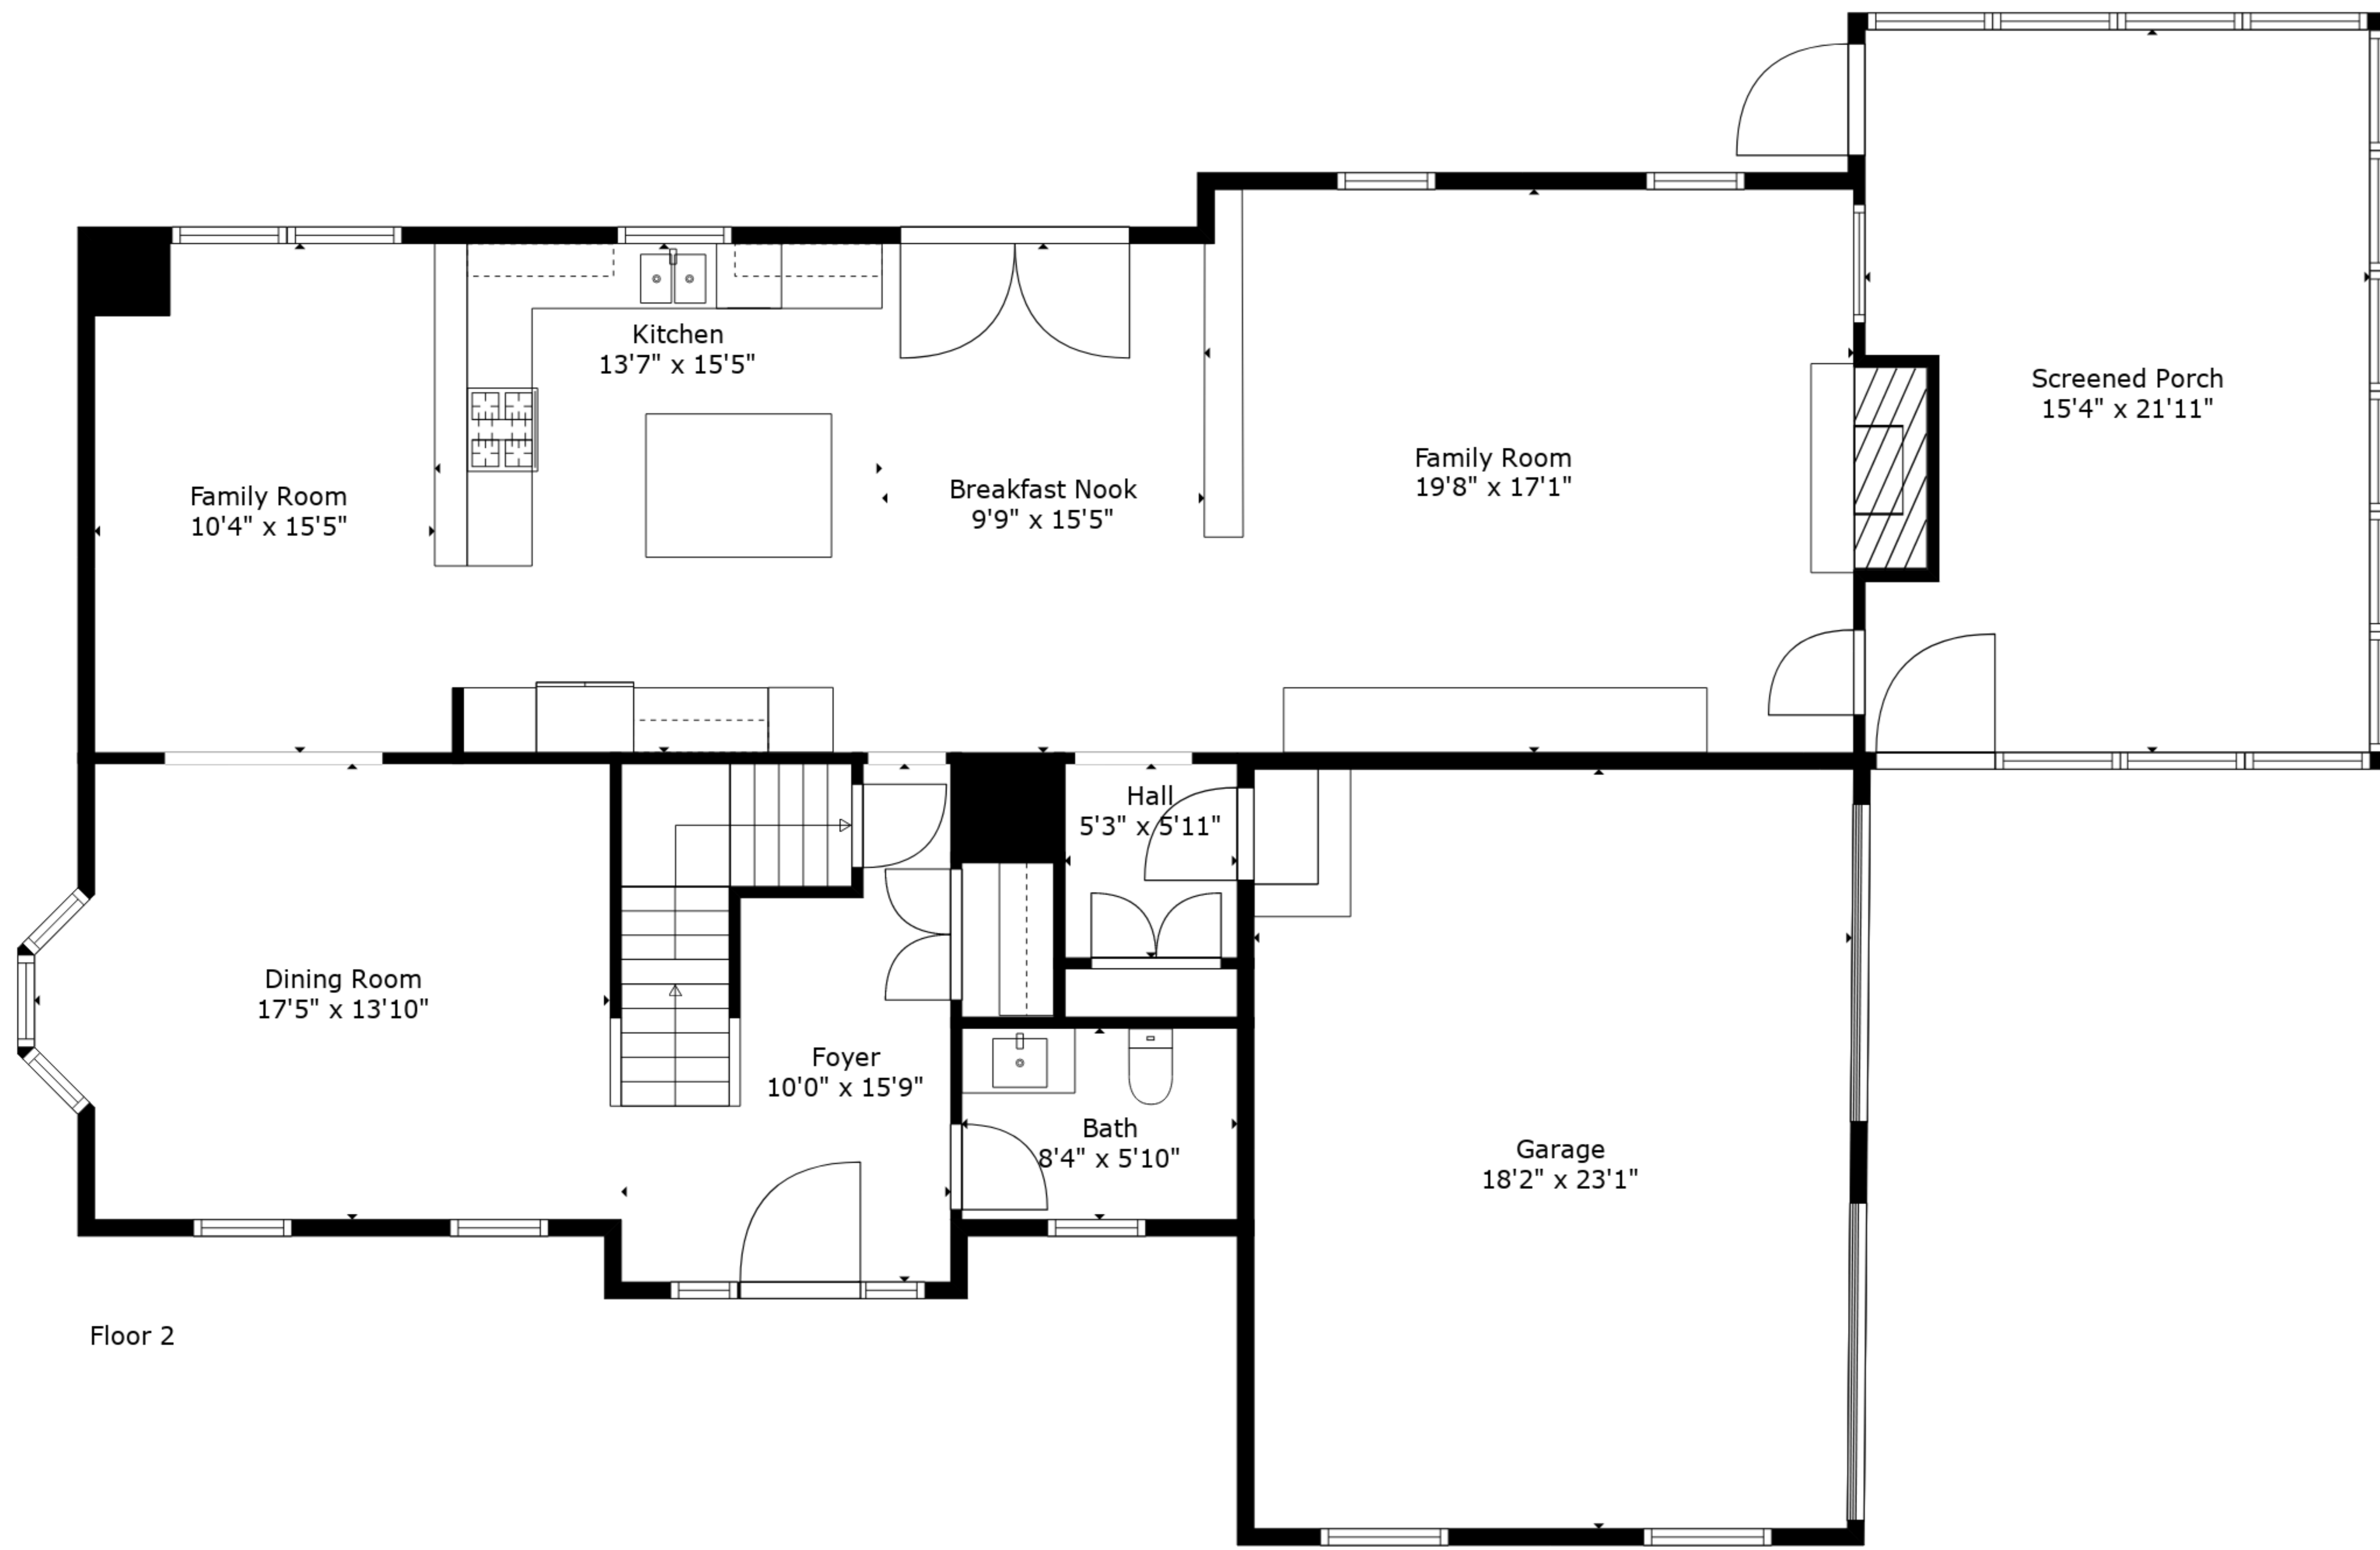 Kitchen
13'7" x 15'5"
Screened Porch
15'4" x 21'11"
Family Room
19'8" x 17'1"
Breakfast Nook
9'9" x 15'5"
Family Room
10'4" x 15'5"
Hall
5'3" x 5'11"
Dining Room
17'5" x 13'10"
Foyer
10'0" x 15'9"
Bath
8'4" x 5'10"
Garage
18'2" x 23'1"
Floor 2